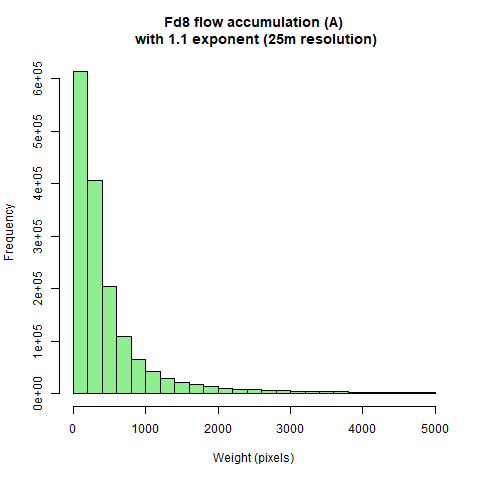 Fd8 flow accumulation (A)
with 1.1 exponent (25m resolution)
Frequency
6e+05
5e+05
4e+05
3e+05
2e+05
1e+05
0e+00
0 1000 2000 3000 4000 5000
Weight (pixels)